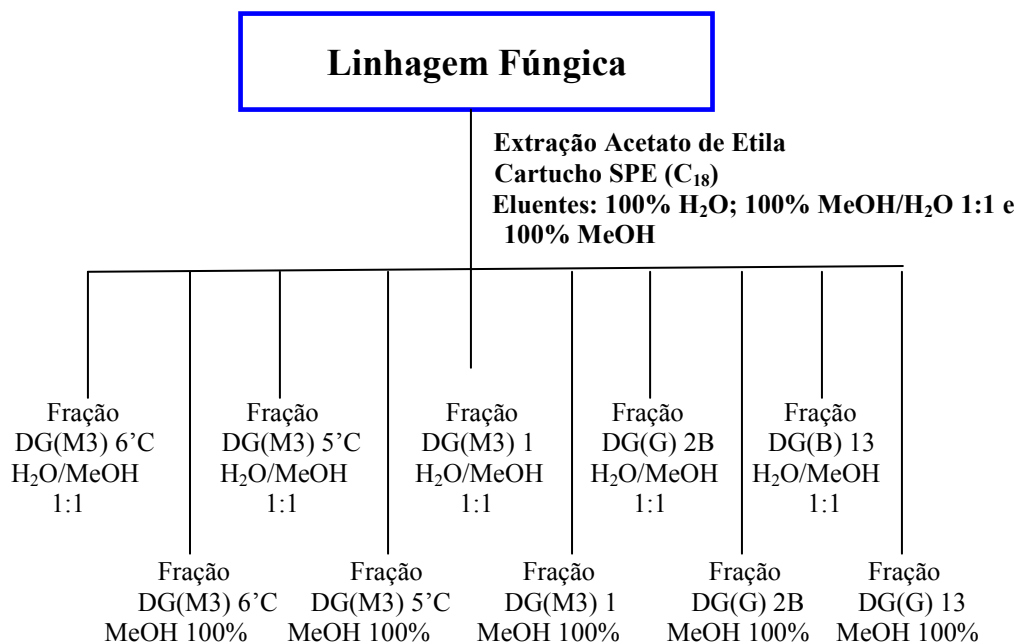 Linhagem Fúngica
Extração Acetato de Etila
Cartucho SPE (C₁₈)
Eluentes: 100% H₂O; 100% MeOH/H₂O 1:1 e
100% MeOH
Fração
DG(M3) 6’C
H₂O/MeOH
1:1
Fração
DG(M3) 5’C
H₂O/MeOH
1:1
Fração
DG(M3) 1
H₂O/MeOH
1:1
Fração
DG(G) 2B
H₂O/MeOH
1:1
Fração
DG(B) 13
H₂O/MeOH
1:1
Fração
DG(M3) 6’C
MeOH 100%
Fração
DG(M3) 5’C
MeOH 100%
Fração
DG(M3) 1
MeOH 100%
Fração
DG(G) 2B
MeOH 100%
Fração
DG(G) 13
MeOH 100%